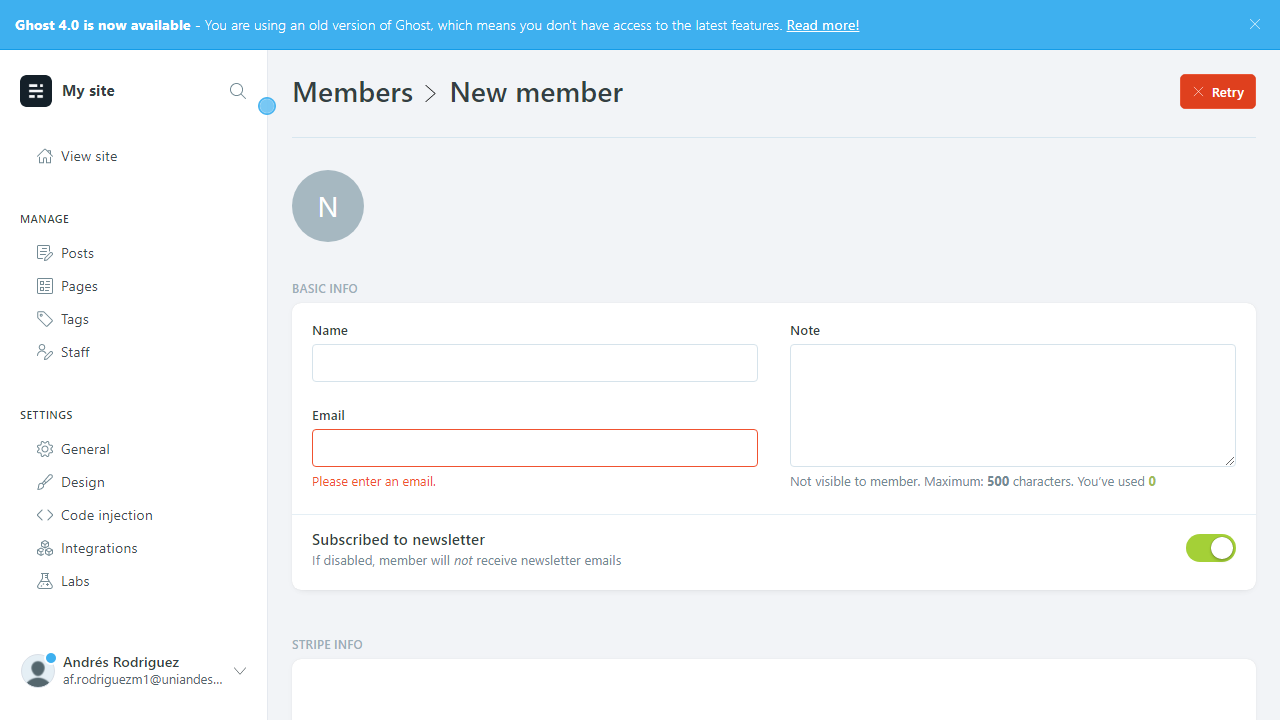 Ghost 4.0 is now available - You are using an old version of Ghost, which means you don't have access to the latest features. Read more!
My site
View site
MANAGE
Posts
Pages
Tags
Staff
SETTINGS
General
Design
Code injection
Integrations
Labs
Andrés Rodriguez
af.rodriguezm1@uniandes...
Members > New member
Retry
N
BASIC INFO
Name
Email
Please enter an email.
Note
Not visible to member. Maximum: 500 characters. You’ve used 0
Subscribed to newsletter
If disabled, member will not receive newsletter emails
STRIPE INFO